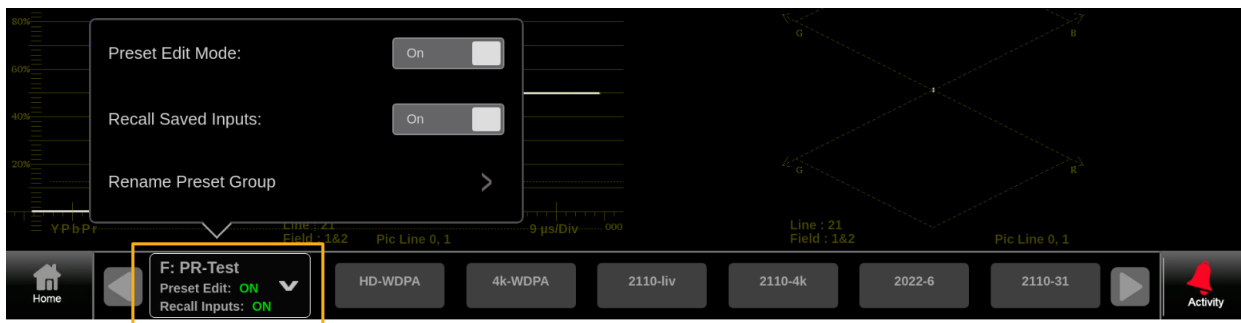 80%
60%
40%
20%
Preset Edit Mode:
On
Recall Saved Inputs:
On
Rename Preset Group
>
G
R
G
R
YPbPr
Line : 21
Field : 1&2
Pic Line 0, 1
9 µs/Div
000
Line : 21
Field : 1&2
Pic Line 0, 1
Home
F: PR-Test
Preset Edit: ON
Recall Inputs: ON
HD-WDPA
4k-WDPA
2110-liv
2110-4k
2022-6
2110-31
Activity